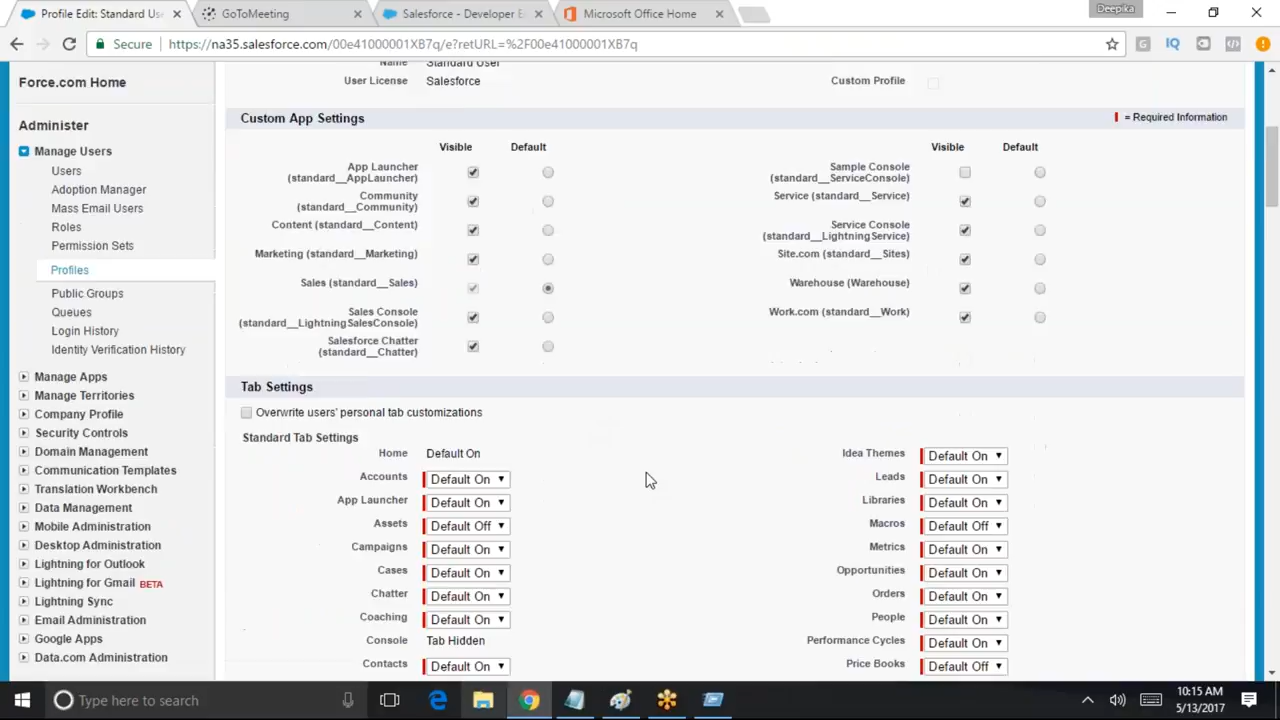 Profile Edit: Standard Us
GoToMeeting
Salesforce - Developer E
Microsoft Office Home
Deepika
Secure
https://na35.salesforce.com/00e41000001XB7q/e?retURL=%2F00e41000001XB7q
Force.com Home
Administer
Manage Users
Users
Adoption Manager
Mass Email Users
Roles
Permission Sets
Profiles
Public Groups
Queues
Login History
Identity Verification History
Manage Apps
Manage Territories
Company Profile
Security Controls
Domain Management
Communication Templates
Translation Workbench
Data Management
Mobile Administration
Desktop Administration
Lightning for Outlook
Lightning for Gmail BETA
Lightning Sync
Email Administration
Google Apps
Data.com Administration
Name Standard User
User License Salesforce Custom Profile
Custom App Settings
= Required Information
Visible Default Visible Default
App Launcher
(standard__AppLauncher)
Sample Console
(standard__ServiceConsole)
Community
(standard__Community)
Service (standard__Service)
Content (standard__Content)
Service Console
(standard__LightningService)
Marketing (standard__Marketing)
Site.com (standard__Sites)
Sales (standard__Sales)
Warehouse (Warehouse)
Sales Console
(standard__LightningSalesConsole)
Work.com (standard__Work)
Salesforce Chatter
(standard__Chatter)
Tab Settings
Overwrite users' personal tab customizations
Standard Tab Settings
Home Default On Idea Themes Default On
Accounts Default On Leads Default On
App Launcher Default On Libraries Default On
Assets Default Off Macros Default Off
Campaigns Default On Metrics Default On
Cases Default On Opportunities Default On
Chatter Default On Orders Default On
Coaching Default On People Default On
Console Tab Hidden Performance Cycles Default On
Contacts Default On Price Books Default Off
Type here to search
10:15 AM
5/13/2017